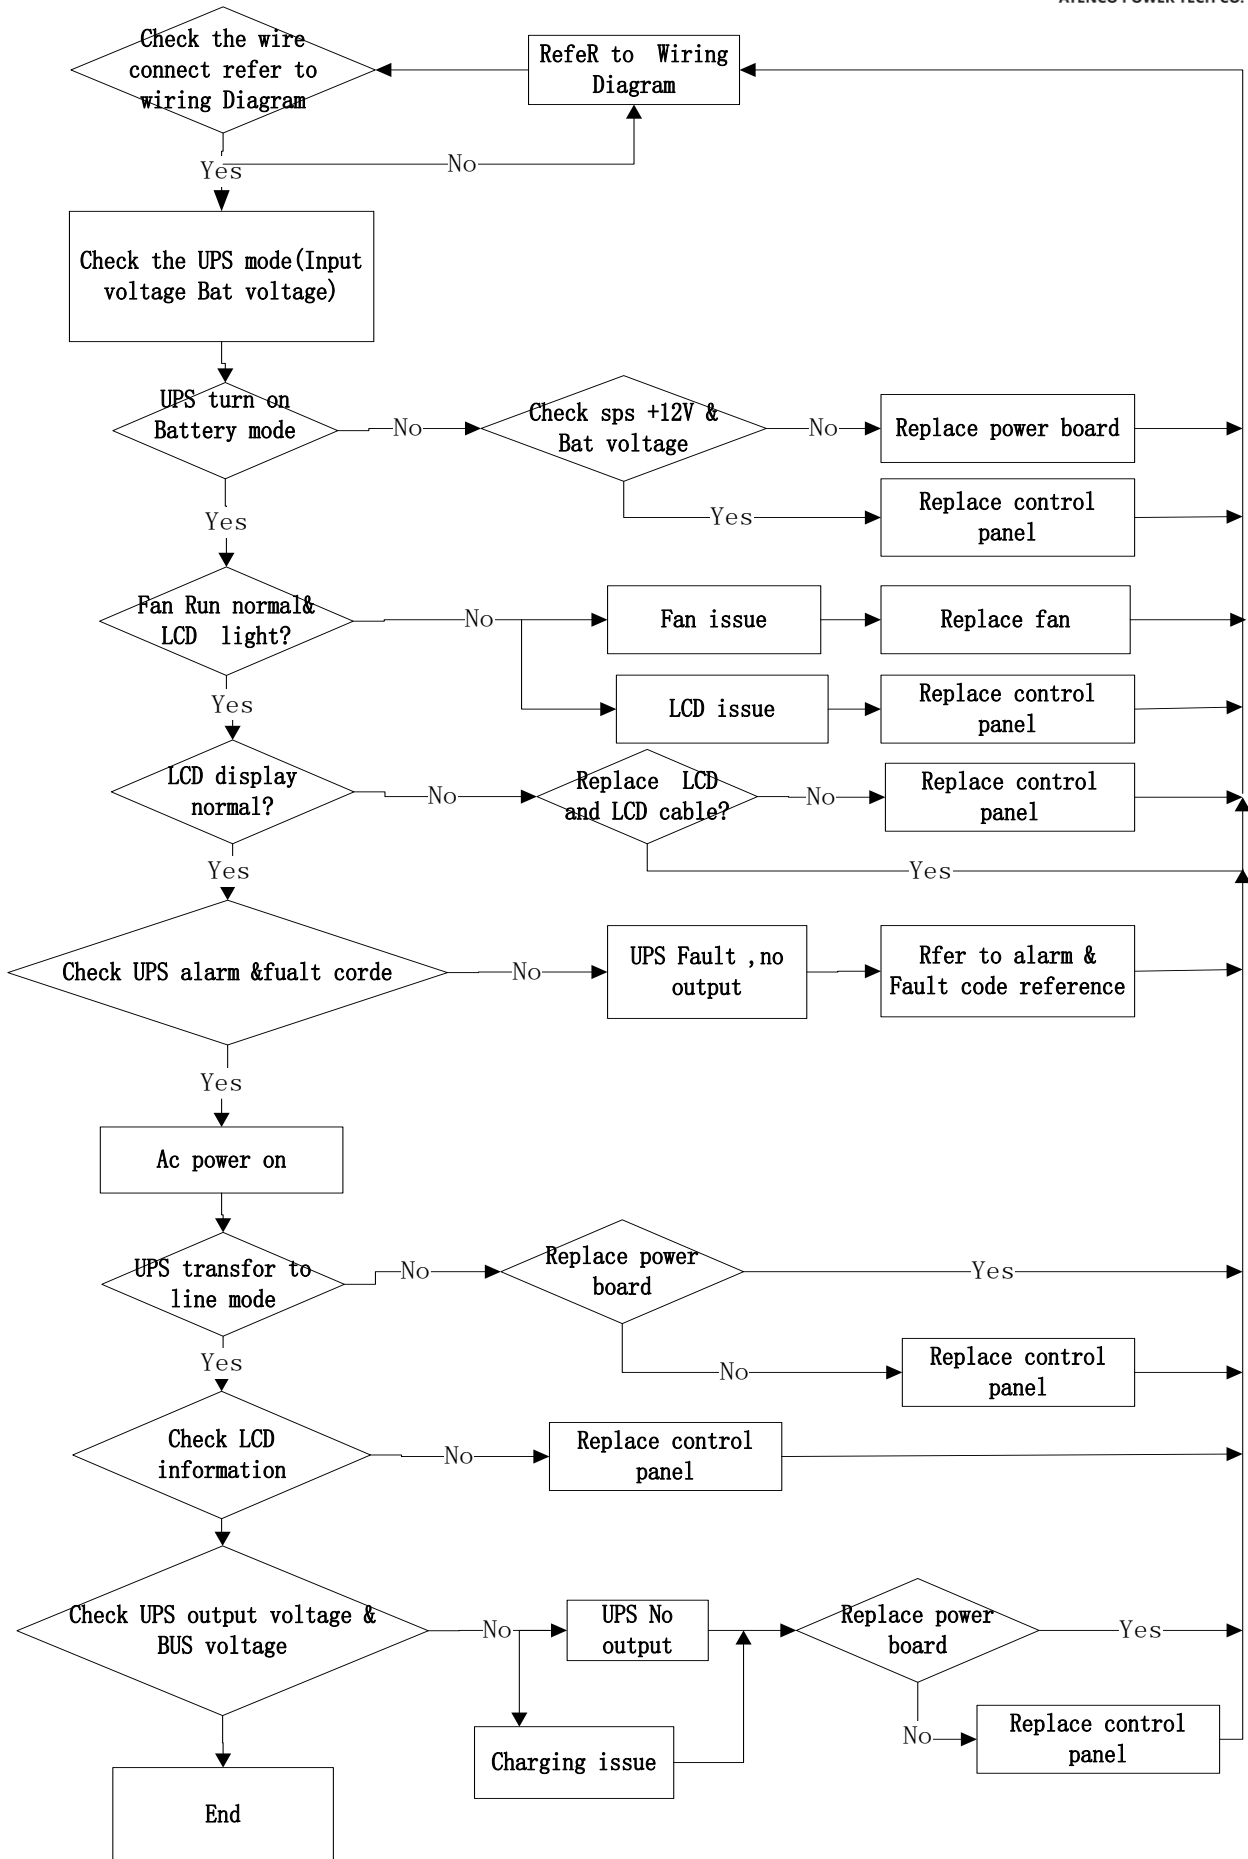 ATENCO POWER TECH CO.
Check the wire
connect refer to
wiring Diagram
RefeR to Wiring
Diagram
No
Yes
Check the UPS mode(Input
voltage Bat voltage)
UPS turn on
Battery mode
No
Check sps +12V &
Bat voltage
No
Replace power board
Yes
Yes
Replace control
panel
Fan Run normal&
LCD light?
No
Fan issue
Replace fan
Yes
LCD issue
Replace control
panel
LCD display
normal?
No
Replace LCD
and LCD cable?
No
Replace control
panel
Yes
Yes
Check UPS alarm &fualt corde
No
UPS Fault ,no
output
Rfer to alarm &
Fault code reference
Yes
Ac power on
UPS transfor to
line mode
No
Replace power
board
Yes
Yes
No
Replace control
panel
Check LCD
information
No
Replace control
panel
Check UPS output voltage &
BUS voltage
No
UPS No
output
Replace power
board
Yes
Charging issue
No
Replace control
panel
End